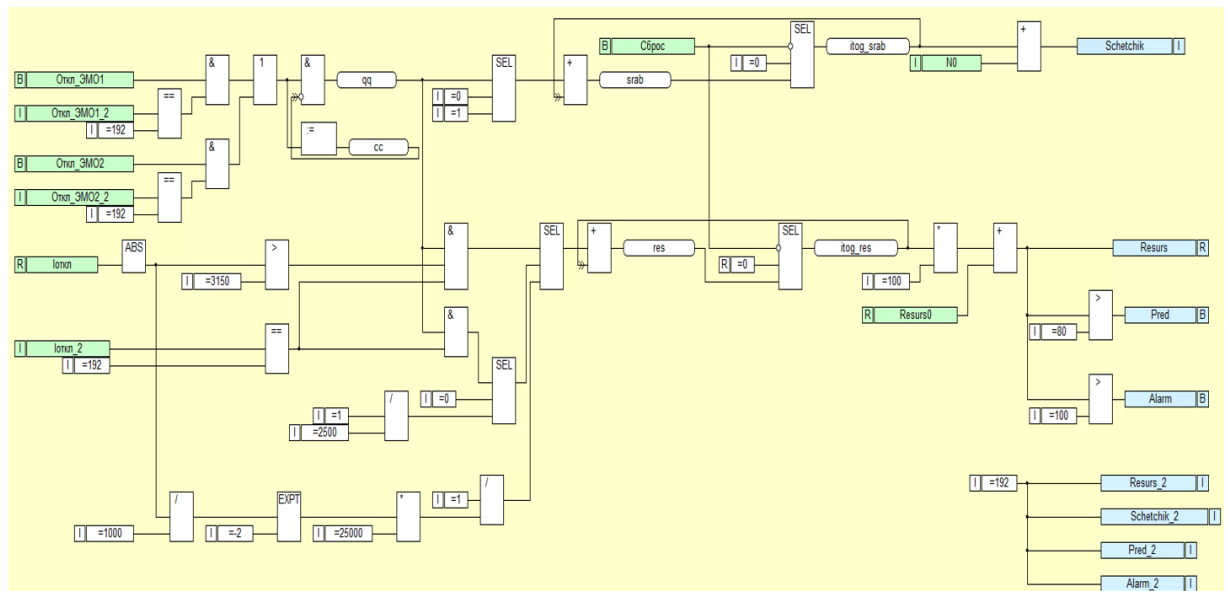 B Откл_ЭМО1
I Откл_ЭМО1_2
I =192
==
&
B Откл_ЭМО2
I Откл_ЭМО2_2
I =192
==
&
1
&
qq
:=
cc
SEL
I =0
I =1
+
srab
B Сброс
I =0
SEL
itog_srab
I N0
+
Schetchik I
R Iоткл
ABS
I =3150
>
&
I Iоткл_2
I =192
==
&
I =1
I =2500
/
I =0
SEL
SEL
+
res
R =0
SEL
itog_res
I =100
*
R Resurs0
+
Resurs R
>
I =80
Pred B
>
I =100
Alarm B
I =1000
/
I =-2
EXPT
I =25000
*
I =1
/
I =192
Resurs_2 I
Schetchik_2 I
Pred_2 I
Alarm_2 I